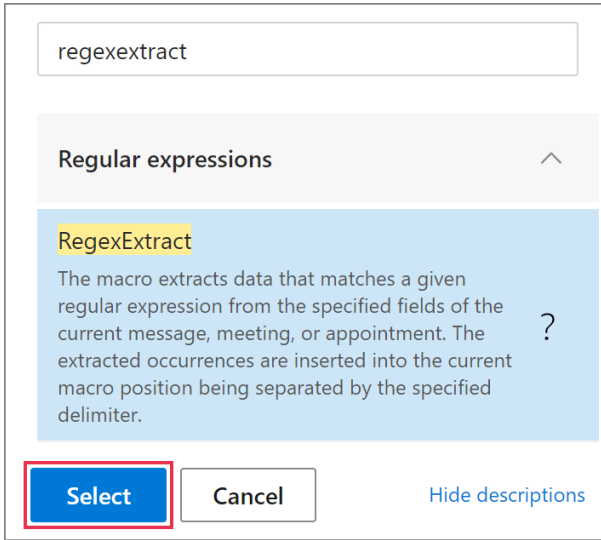 regexextract
Regular expressions
RegexExtract
The macro extracts data that matches a given
regular expression from the specified fields of the
current message, meeting, or appointment. The
extracted occurrences are inserted into the current
macro position being separated by the specified
delimiter.
?
Select Cancel Hide descriptions